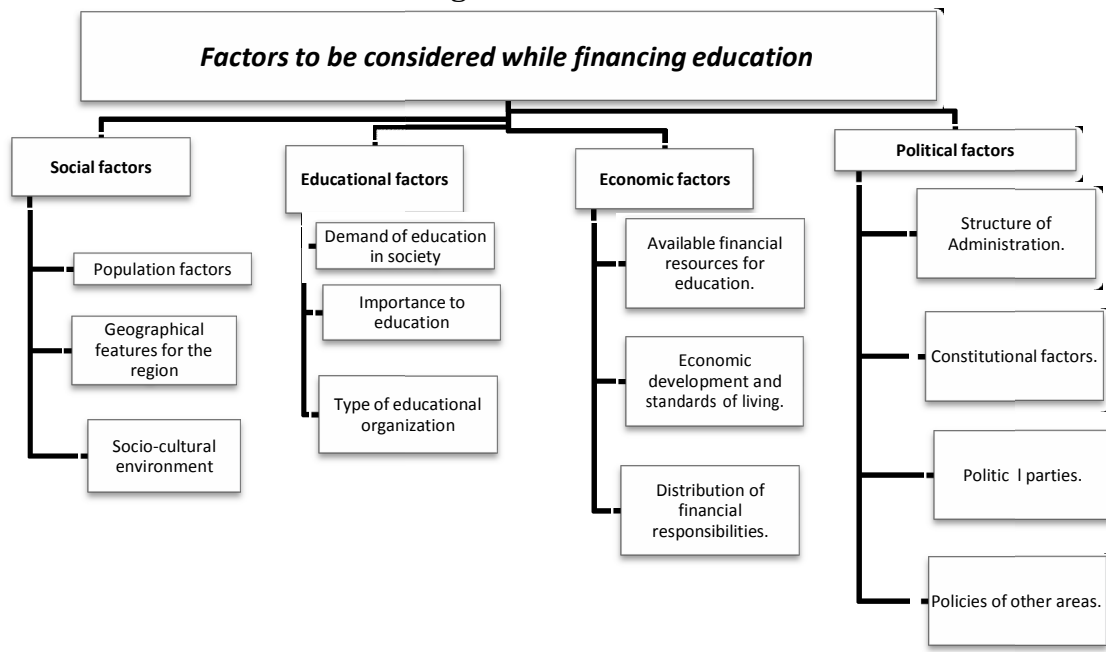 Factors to be considered while financing education
Social factors
Population factors
Geographical
features for the
region
Socio-cultural
environment
Educational factors
Demand of education
in society
Importance to
education
Type of educational
organization
Economic factors
Available financial
resources for
education.
Economic
development and
standards of living.
Distribution of
financial
responsibilities.
Political factors
Structure of
Administration.
Constitutional factors.
Politic l parties.
Policies of other areas.